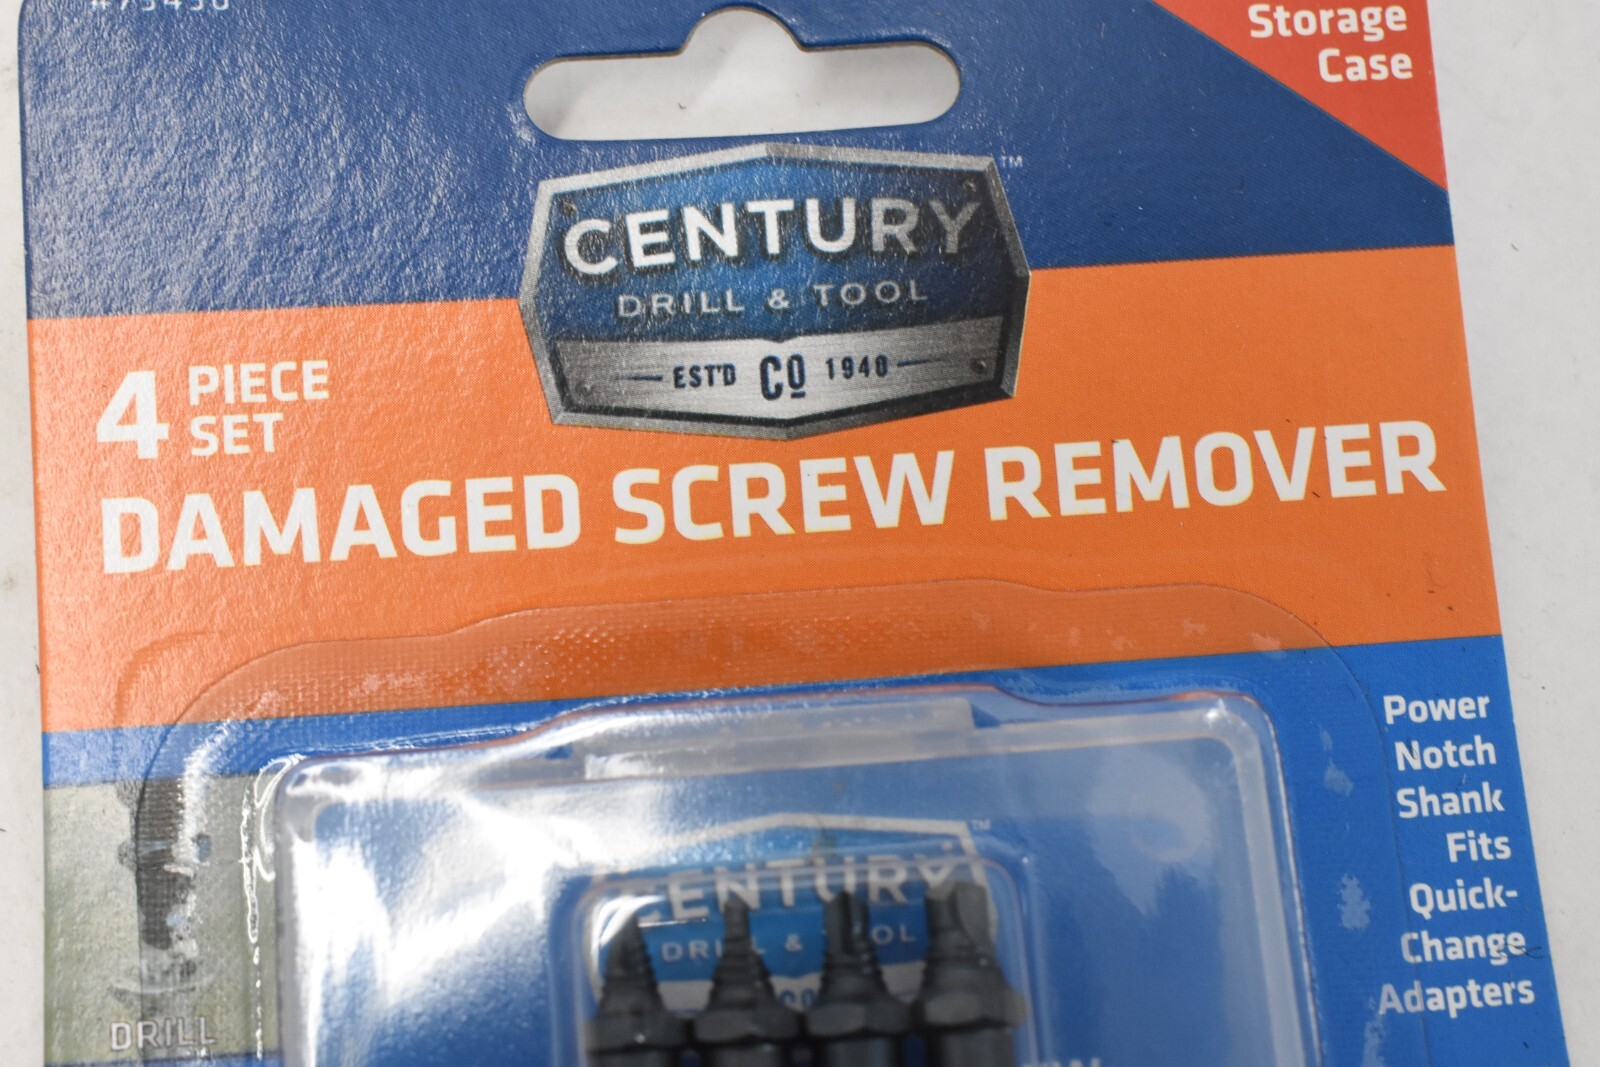 Storage
Case
CENTURY
DRILL & TOOL
EST'D CO 1940
4 PIECE
SET
DAMAGED SCREW REMOVER
Power
Notch
Shank
Fits
Quick-
Change
Adapters
CENTURY
DRILL & TOOL
CO
DRILL